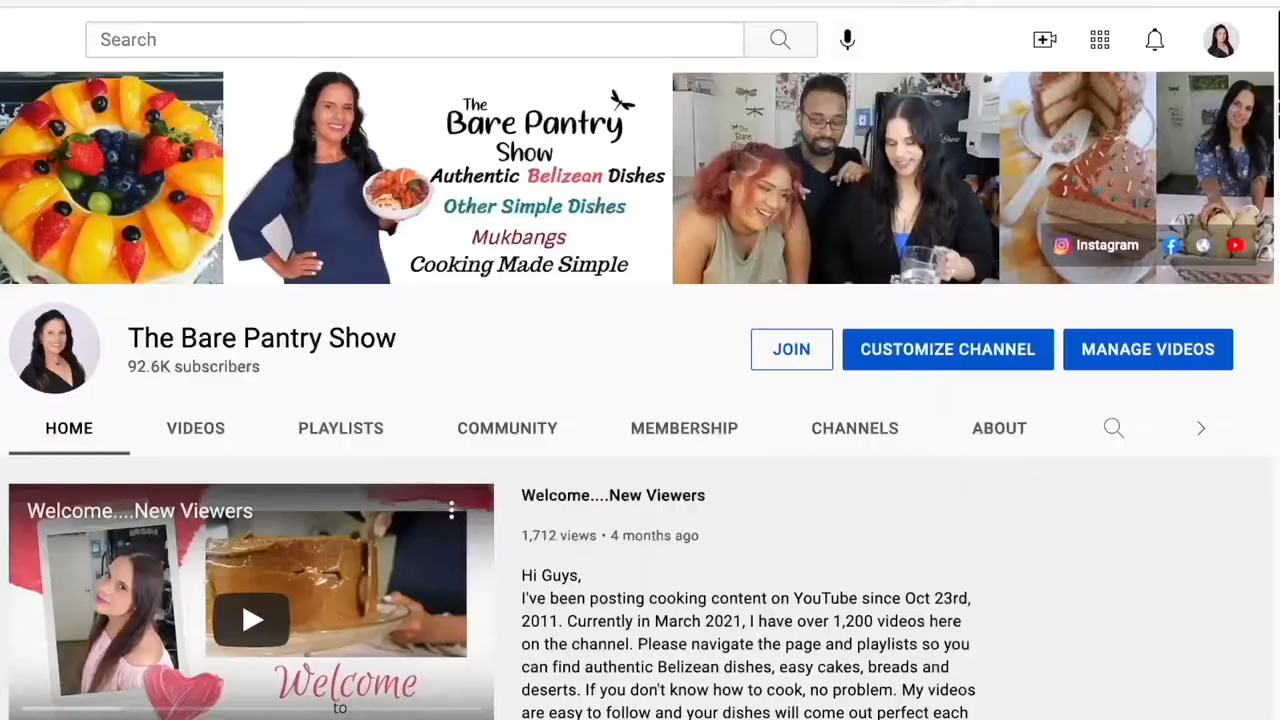 Search
The
Bare Pantry
Show
Authentic Belizean Dishes
Other Simple Dishes
Mukbangs
Cooking Made Simple
Instagram
The Bare Pantry Show
92.6K subscribers
JOIN
CUSTOMIZE CHANNEL
MANAGE VIDEOS
HOME
VIDEOS
PLAYLISTS
COMMUNITY
MEMBERSHIP
CHANNELS
ABOUT
Welcome....New Viewers
Welcome
to
Welcome....New Viewers
1,712 views • 4 months ago
Hi Guys,
I've been posting cooking content on YouTube since Oct 23rd,
2011. Currently in March 2021, I have over 1,200 videos here
on the channel. Please navigate the page and playlists so you
can find authentic Belizean dishes, easy cakes, breads and
deserts. If you don't know how to cook, no problem. My videos
are easy to follow and your dishes will come out perfect each